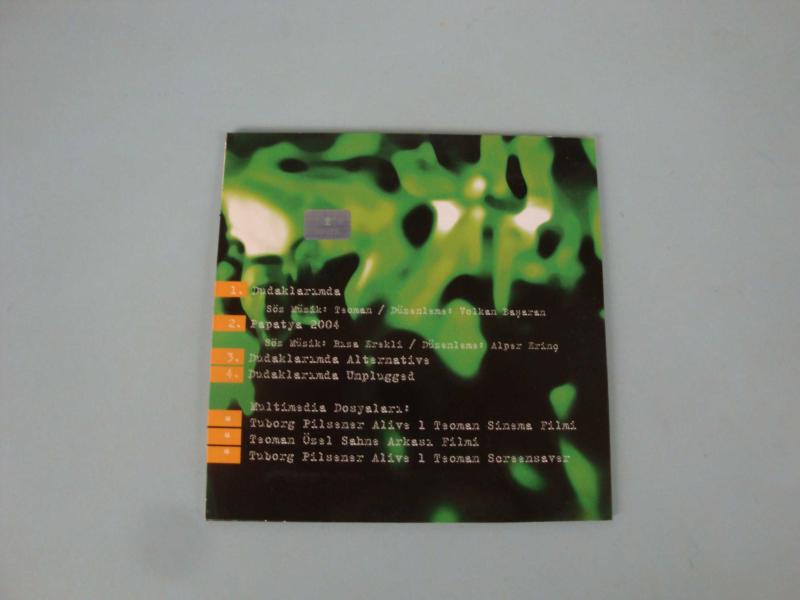 1. Dudaklarımda
Söz Müzik: Teoman / Düzenleme: Volkan Başaran
2. Papatya 2004
Söz Müzik: Rıza Erekli / Düzenleme: Alper Erinç
3. Dudaklarımda Alternative
4. Dudaklarımda Unplugged
Multimedia Dosyaları:
* Tuborg Pilsener Alive 1 Teoman Sinema Filmi
* Teoman Özel Sahne Arkası Filmi
* Tuborg Pilsener Alive 1 Teoman Screensaver